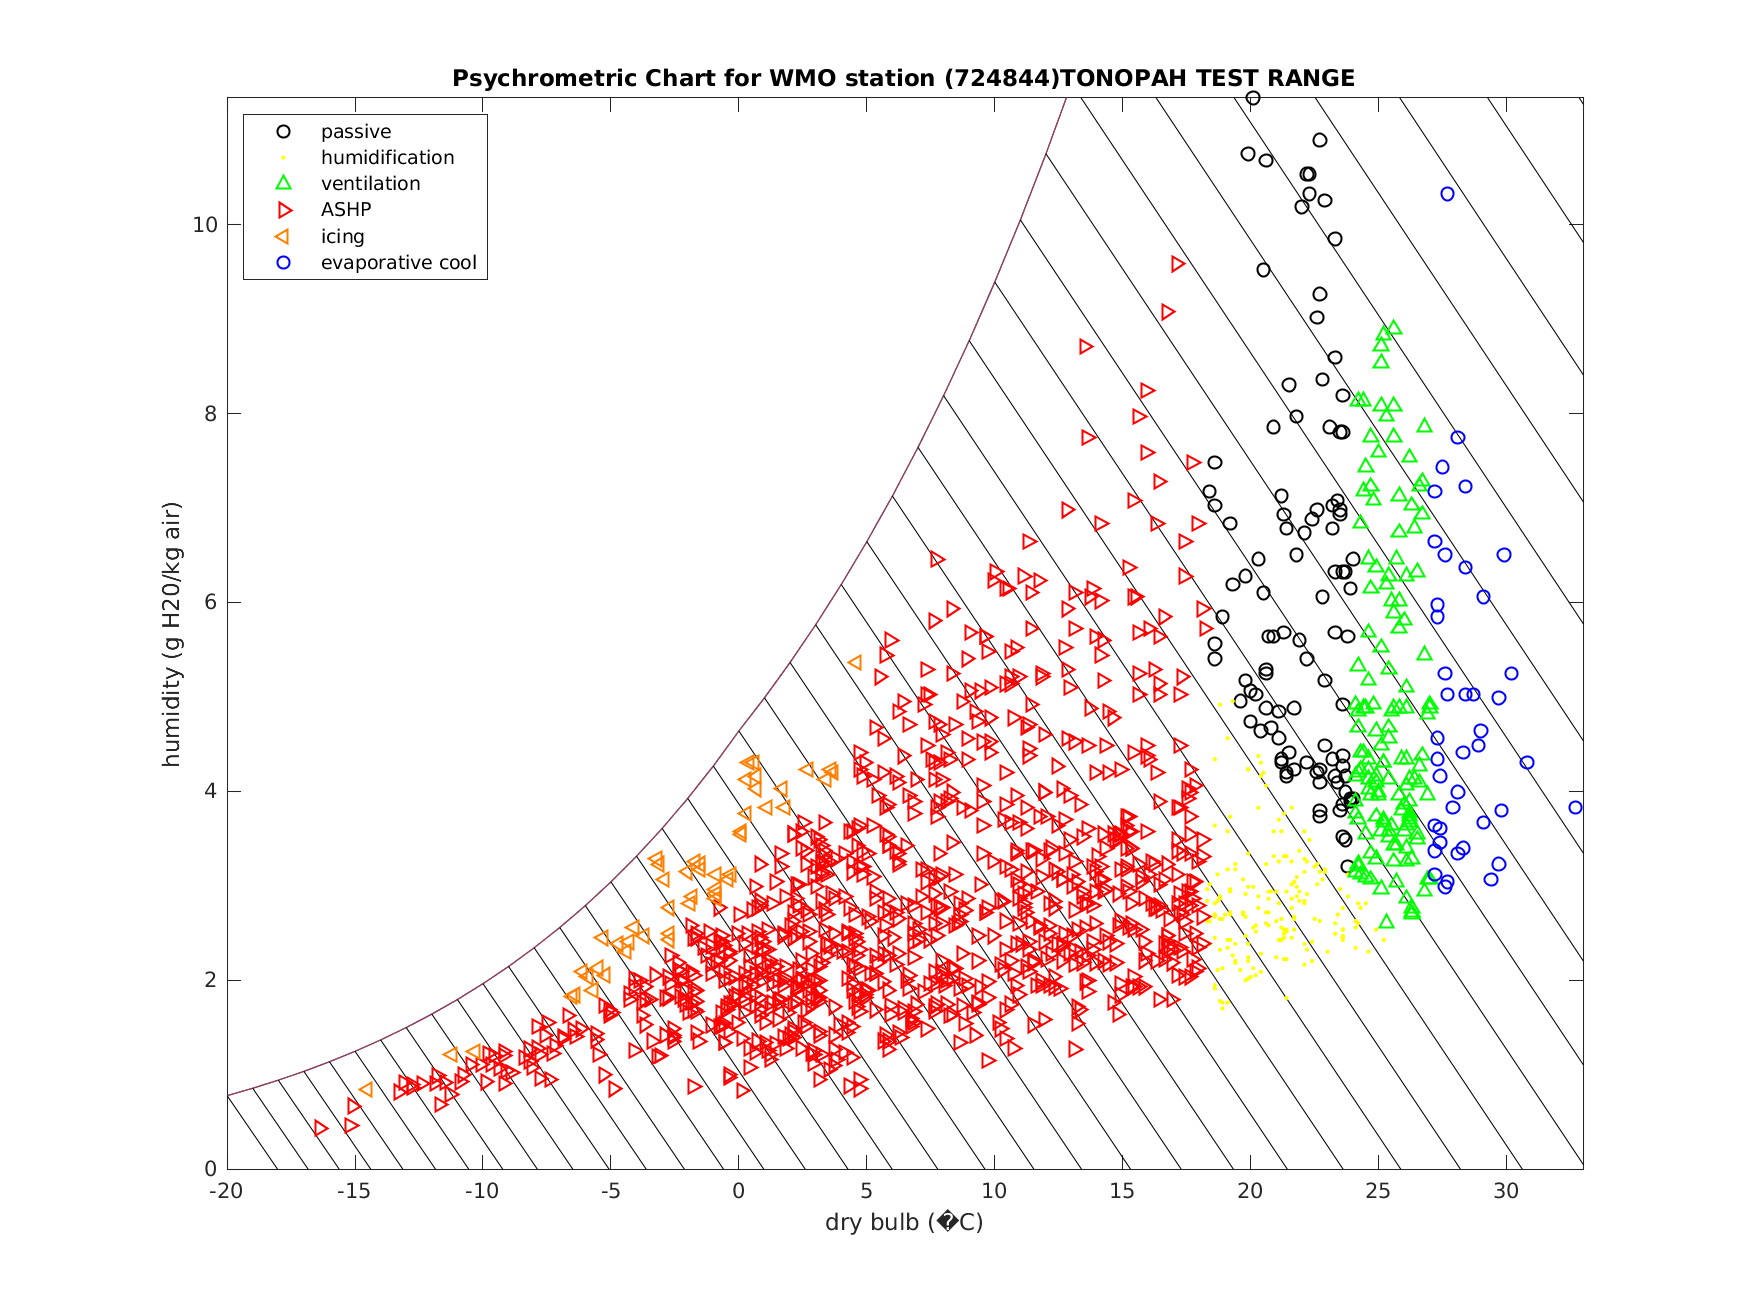 Psychrometric Chart for WMO station (724844)TONOPAH TEST RANGE
passive
humidification
ventilation
ASHP
icing
evaporative cool
humidity (g H20/kg air)
10
8
6
4
2
0
-20 -15 -10 -5 0 5 10 15 20 25 30
dry bulb (�C)